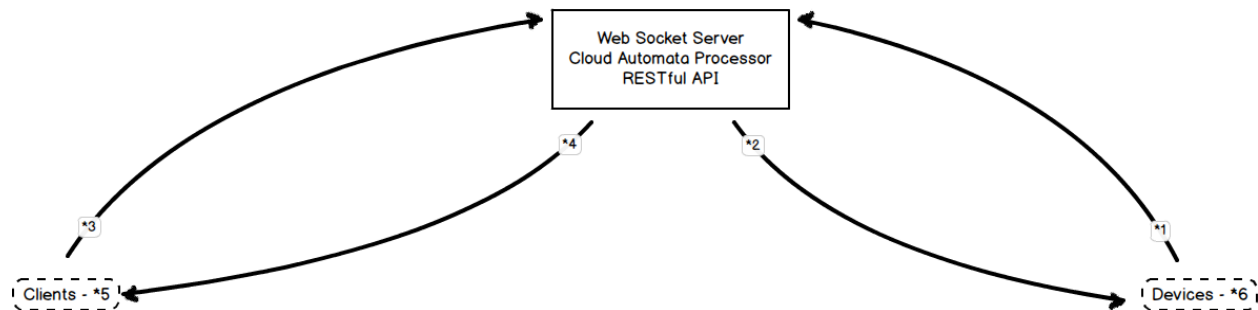 Web Socket Server
Cloud Automata Processor
RESTful API
*4
*2
*3
*1
Clients - *5
Devices - *6